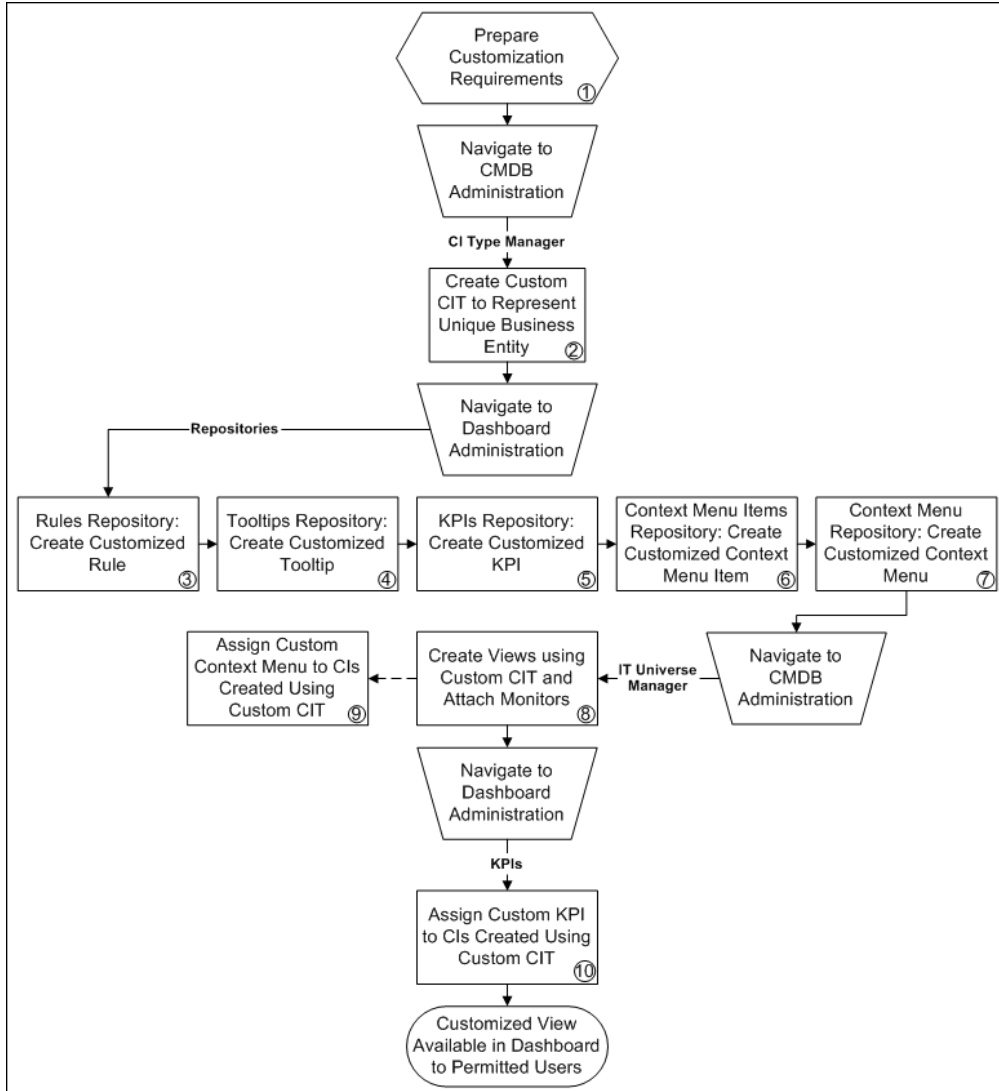 Prepare
Customization
Requirements
①
Navigate to
CMDB
Administration
CI Type Manager
Create Custom
CIT to Represent
Unique Business
Entity
②
Navigate to
Dashboard
Administration
Repositories
Rules Repository:
Create Customized
Rule
③
Tooltips Repository:
Create Customized
Tooltip
④
KPIs Repository:
Create Customized
KPI
⑤
Context Menu Items
Repository: Create
Customized Context
Menu Item
⑥
Context Menu
Repository: Create
Customized Context
Menu
⑦
Navigate to
CMDB
Administration
IT Universe
Manager
Create Views using
Custom CIT and
Attach Monitors
⑧
Assign Custom
Context Menu to CIs
Created Using
Custom CIT
⑨
Navigate to
Dashboard
Administration
KPIs
Assign Custom KPI
to CIs Created Using
Custom CIT
⑩
Customized View
Available in Dashboard
to Permitted Users